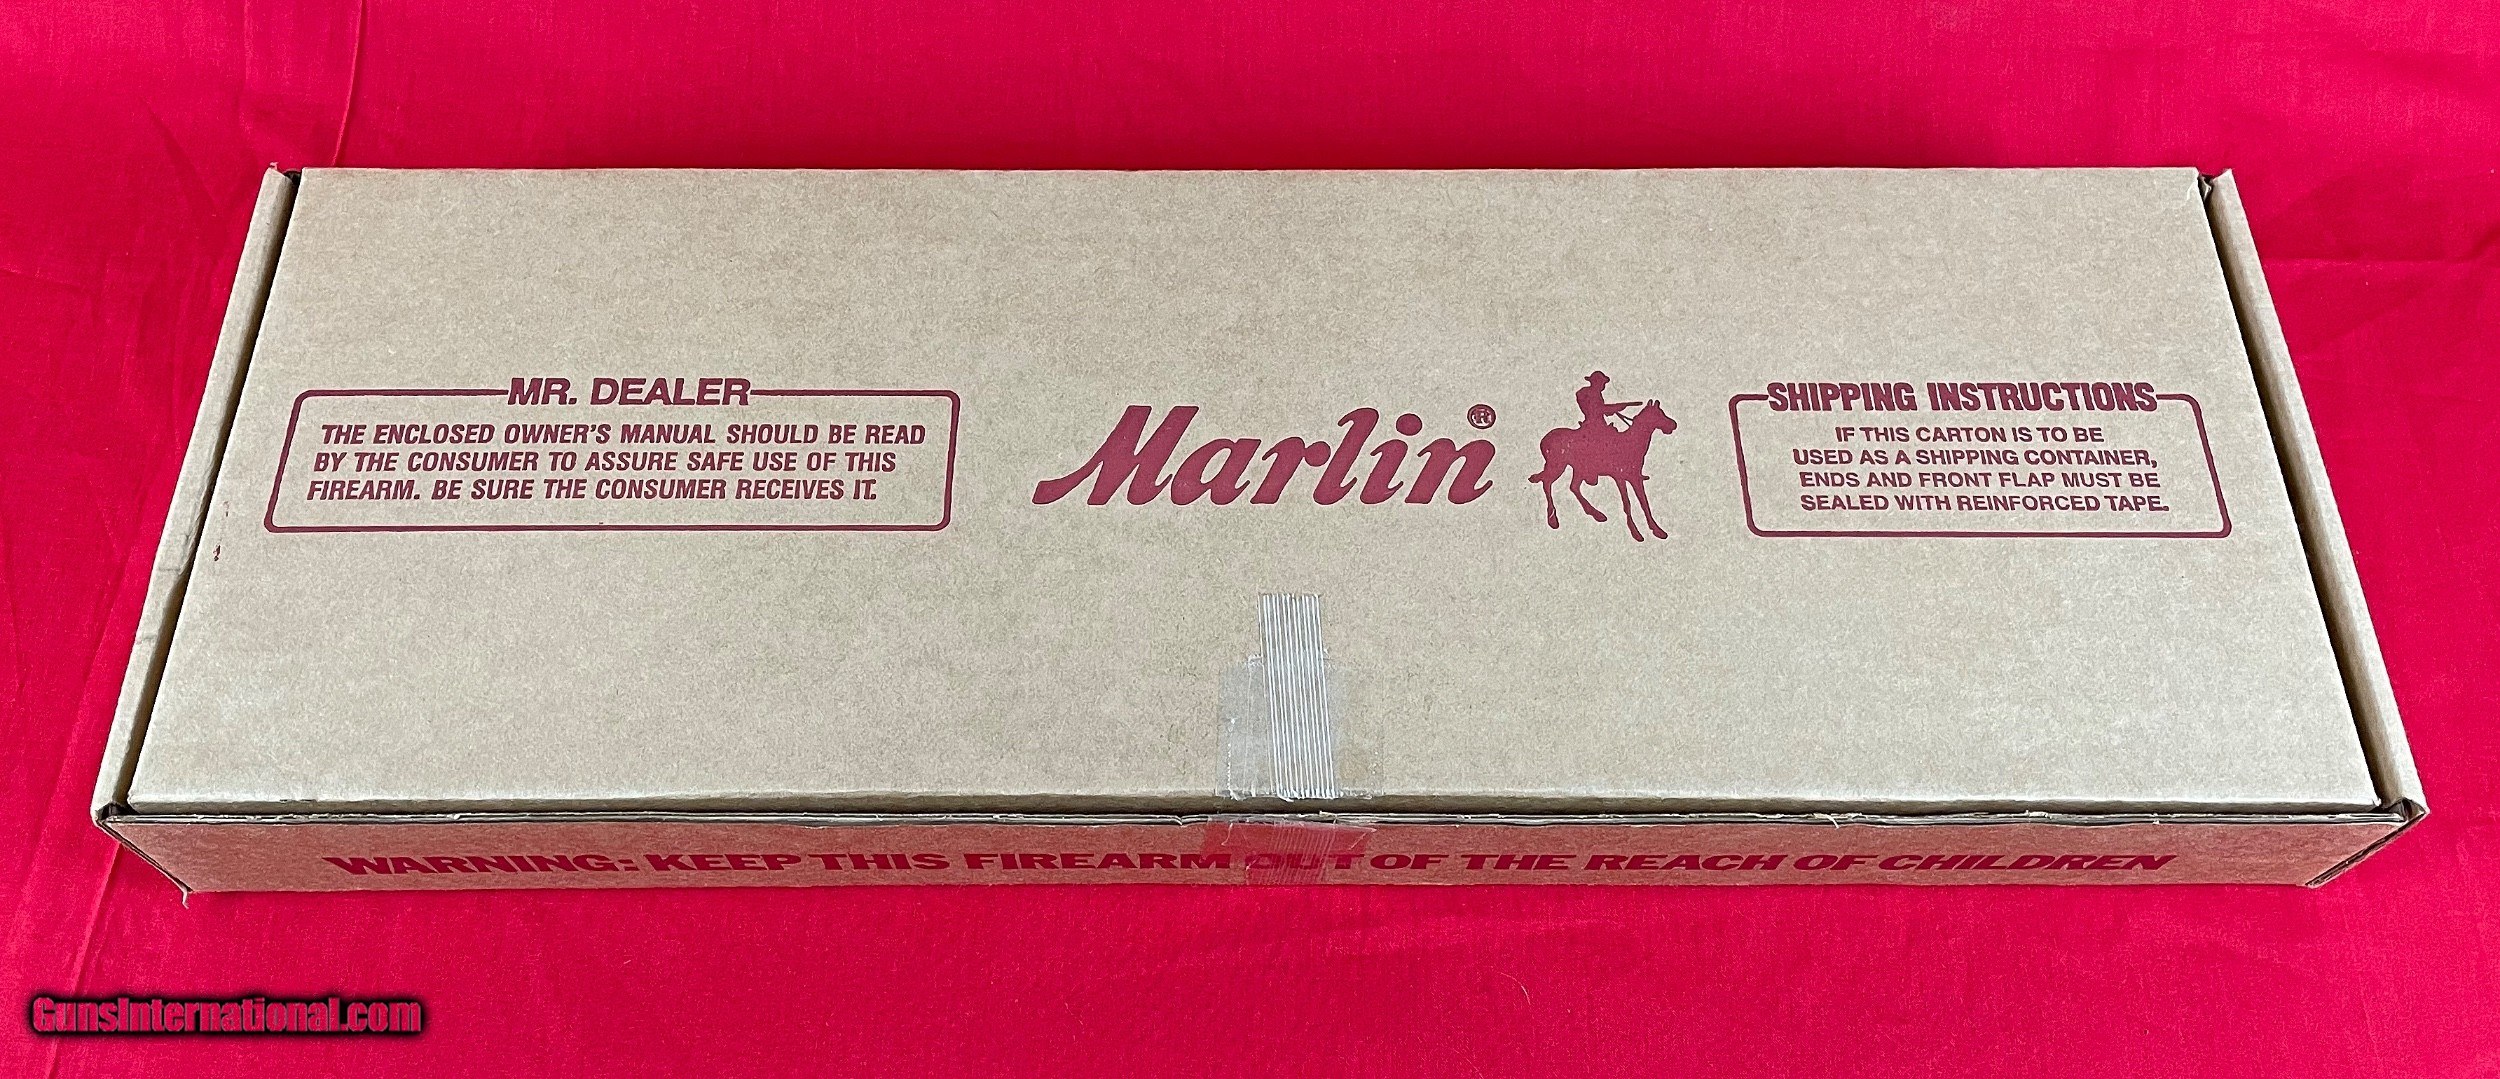 MR. DEALER
THE ENCLOSED OWNER'S MANUAL SHOULD BE READ
BY THE CONSUMER TO ASSURE SAFE USE OF THIS
FIREARM. BE SURE THE CONSUMER RECEIVES IT.
Marlin®
SHIPPING INSTRUCTIONS
IF THIS CARTON IS TO BE
USED AS A SHIPPING CONTAINER,
ENDS AND FRONT FLAP MUST BE
SEALED WITH REINFORCED TAPE.
WARNING: KEEP THIS FIREARM OUT OF THE REACH OF CHILDREN
GunsInternational.com